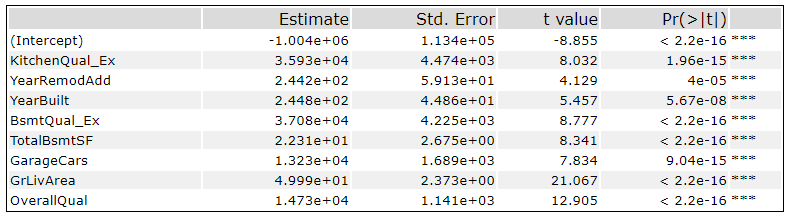 Estimate Std. Error t value Pr(>|t|)
(Intercept) -1.004e+06 1.134e+05 -8.855 < 2.2e-16 ***
KitchenQual_Ex 3.593e+04 4.474e+03 8.032 1.96e-15 ***
YearRemodAdd 2.442e+02 5.913e+01 4.129 4e-05 ***
YearBuilt 2.448e+02 4.486e+01 5.457 5.67e-08 ***
BsmtQual_Ex 3.708e+04 4.225e+03 8.777 < 2.2e-16 ***
TotalBsmtSF 2.231e+01 2.675e+00 8.341 < 2.2e-16 ***
GarageCars 1.323e+04 1.689e+03 7.834 9.04e-15 ***
GrLivArea 4.999e+01 2.373e+00 21.067 < 2.2e-16 ***
OverallQual 1.473e+04 1.141e+03 12.905 < 2.2e-16 ***